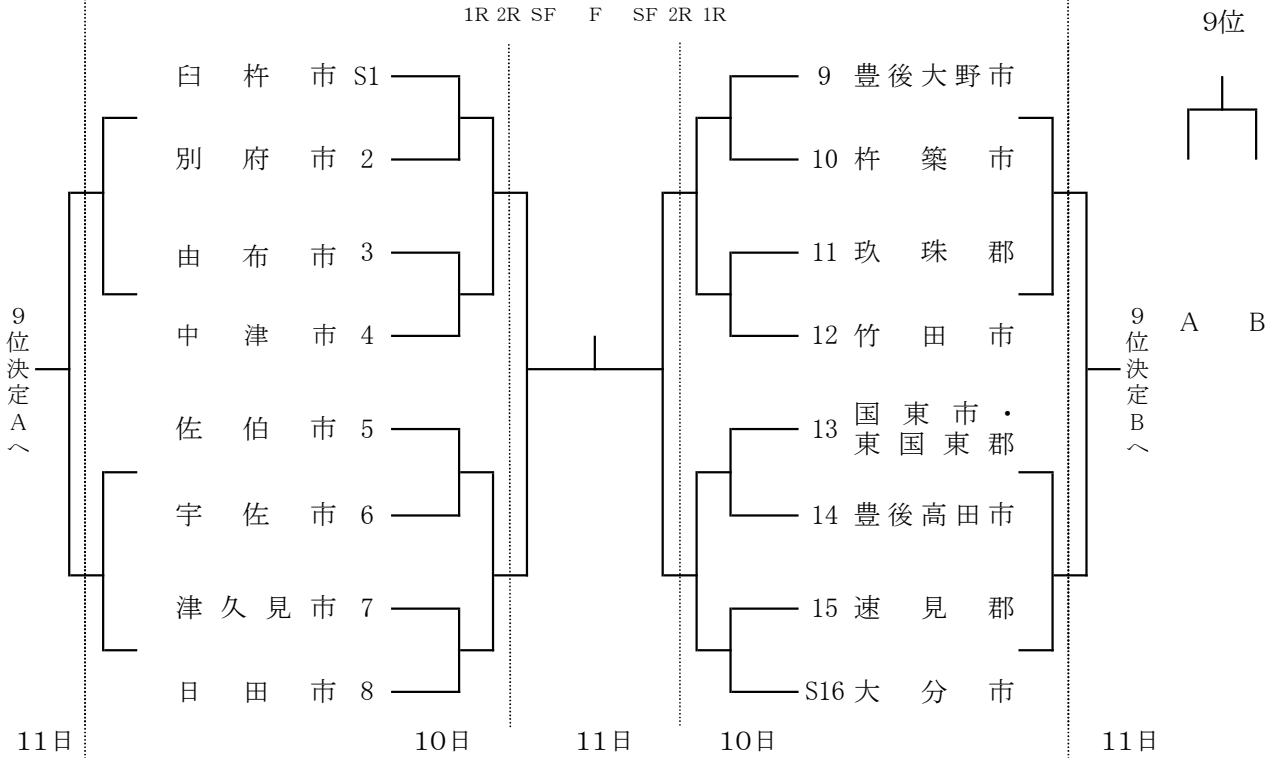 1R 2R SF F SF 2R 1R
9位
臼杵市 S1
別府市 2
由布市 3
中津市 4
佐伯市 5
宇佐市 6
津久見市 7
日田市 8
9 豊後大野市
10 杵築市
11 玖珠郡
12 竹田市
13 国東市・
東国東郡
14 豊後高田市
15 速見郡
S16 大分市
9位決定Aへ
9位決定Bへ
A B
11日 10日 11日 10日 11日